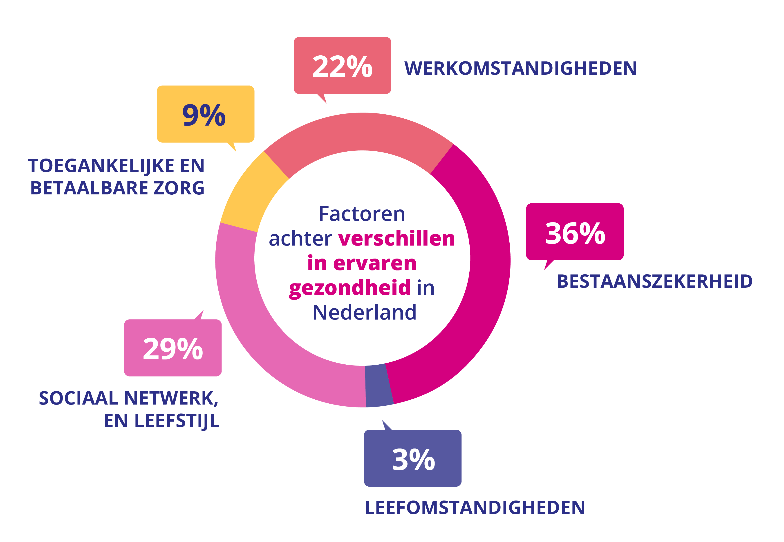 22%
WERKOMSTANDIGHEDEN
9%
TOEGANKELIJKE EN
BETAALBARE ZORG
Factoren
achter verschillen
in ervaren
gezondheid in
Nederland
36%
BESTAANSZEKERHEID
29%
SOCIAAL NETWERK,
EN LEEFSTIJL
3%
LEEFOMSTANDIGHEDEN